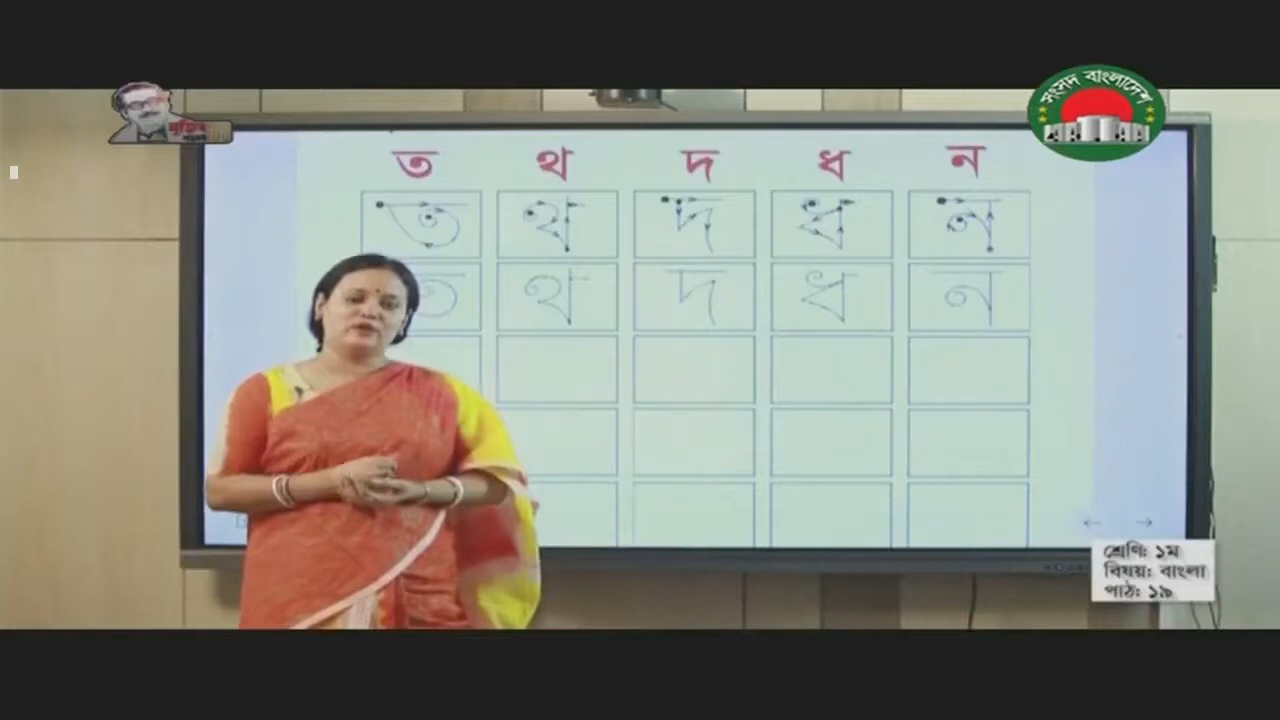 সংসদ বাংলাদেশ
ত থ দ ধ ন
ত থ দ ধ ন
ত থ দ ধ ন
শ্রেণি: ১ম
বিষয়: বাংলা
পাঠ: ১৯